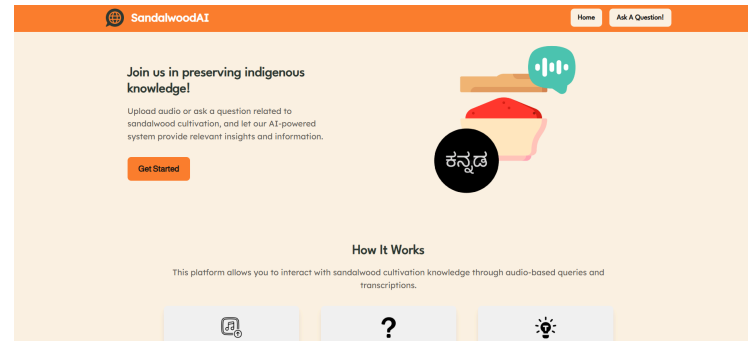 SandalwoodAI
Home
Ask A Question!
Join us in preserving indigenous
knowledge!
Upload audio or ask a question related to
sandalwood cultivation, and let our AI-powered
system provide relevant insights and information.
Get Started
ಕನ್ನಡ
How It Works
This platform allows you to interact with sandalwood cultivation knowledge through audio-based queries and
transcriptions.